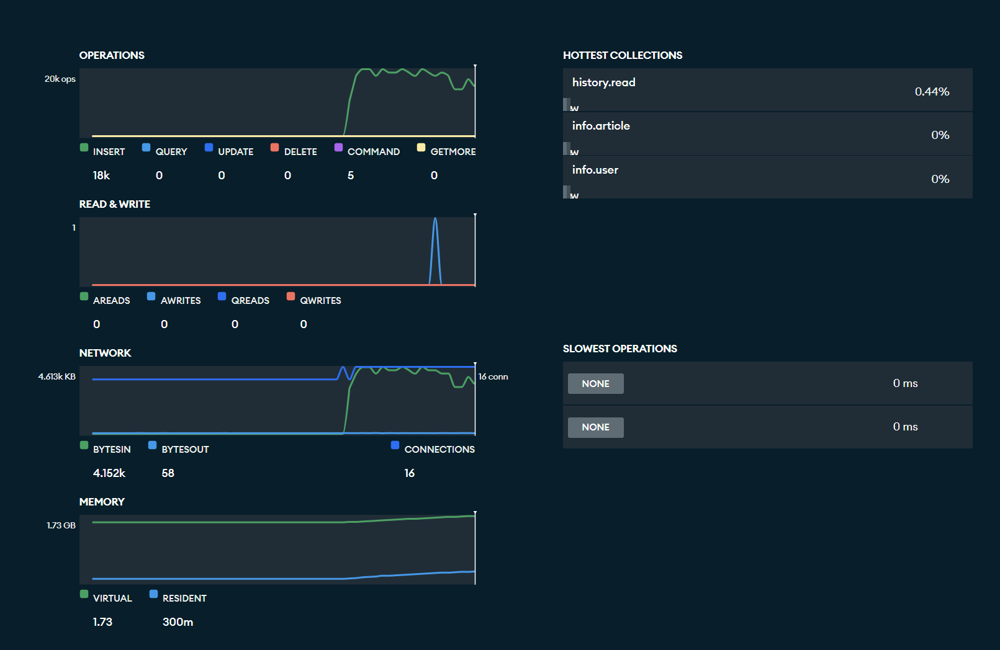 OPERATIONS
20k ops
INSERT QUERY UPDATE DELETE COMMAND GETMORE
18k 0 0 0 5 0
READ & WRITE
1
AREADS AWRITES QREADS QWRITES
0 0 0 0
NETWORK
4.613k KB 16 conn
BYTESIN BYTESOUT CONNECTIONS
4.152k 58 16
MEMORY
1.73 GB
VIRTUAL RESIDENT
1.73 300m
HOTTEST COLLECTIONS
history.read
0.44%
W
info.article
0%
W
info.user
0%
W
SLOWEST OPERATIONS
NONE 0 ms
NONE 0 ms